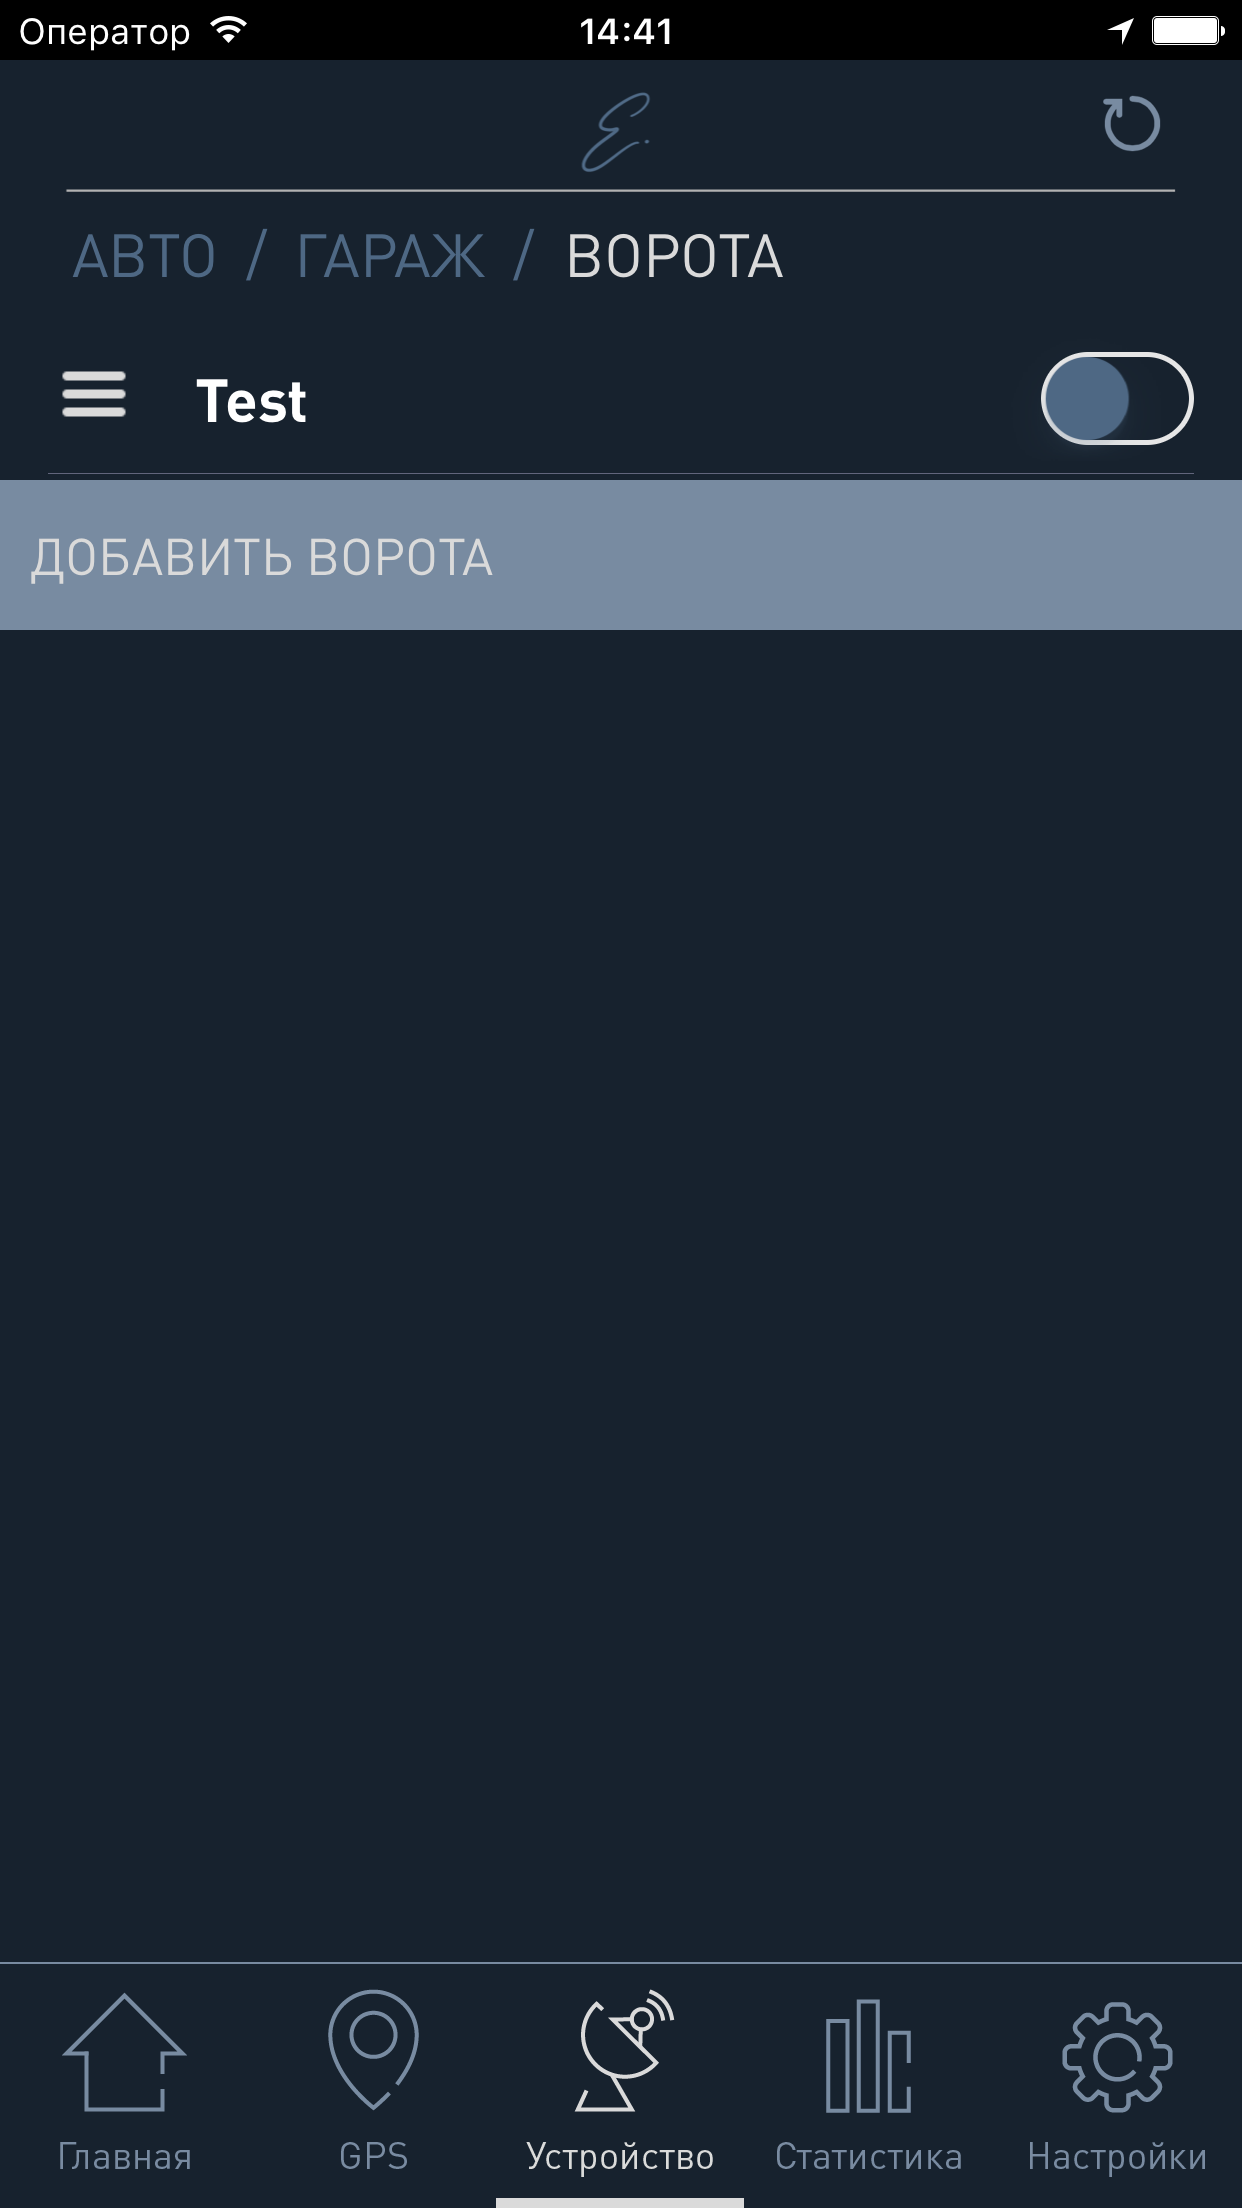 Оператор 14:41
E.
АВТО / ГАРАЖ / ВОРОТА
Test
ДОБАВИТЬ ВОРОТА
Главная GPS Устройство Статистика Настройки